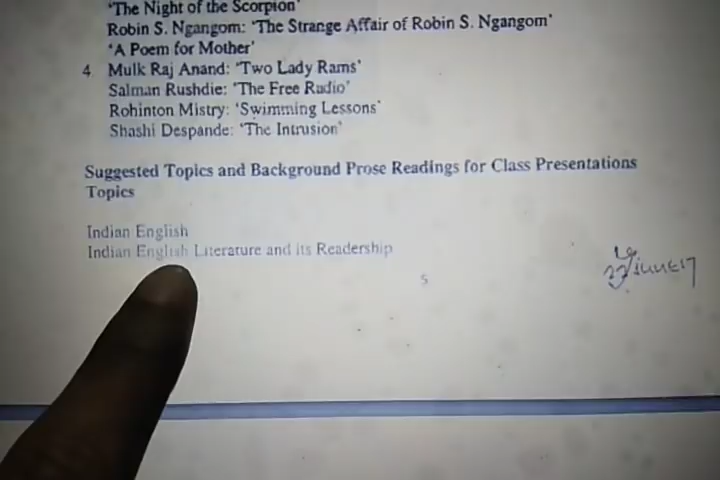 'The Night of the Scorpion'
Robin S. Ngangom: 'The Strange Affair of Robin S. Ngangom'
'A Poem for Mother'
4 Mulk Raj Anand: 'Two Lady Rams'
Salman Rushdie: 'The Free Radio'
Rohinton Mistry: 'Swimming Lessons'
Shashi Despande: 'The Intrusion'
Suggested Topics and Background Prose Readings for Class Presentations
Topics
Indian English
Indian English Literature and its Readership
5